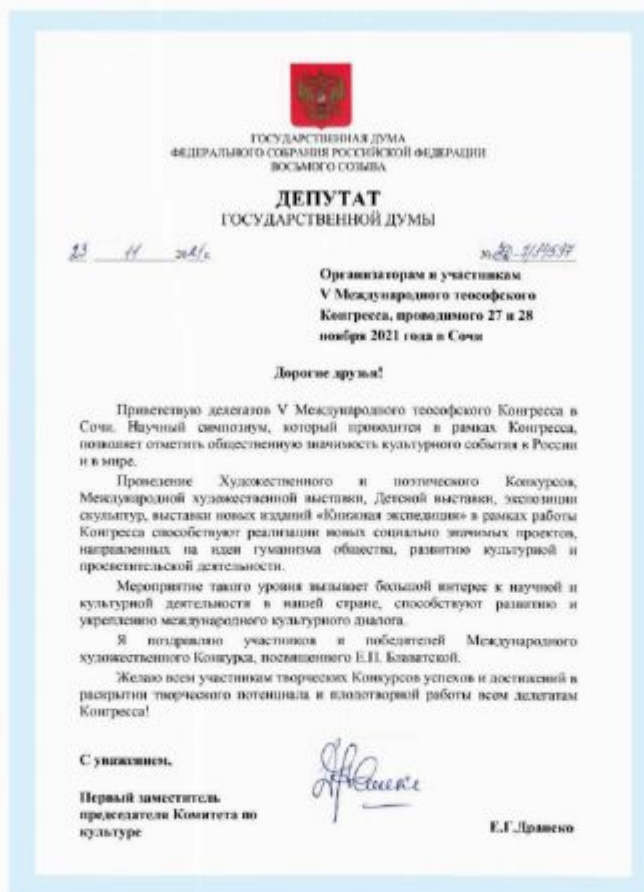 ГОСУДАРСТВЕННАЯ ДУМА
ФЕДЕРАЛЬНОГО СОБРАНИЯ РОССИЙСКОЙ ФЕДЕРАЦИИ
ВОСЬМОГО СОЗЫВА
ДЕПУТАТ
ГОСУДАРСТВЕННОЙ ДУМЫ
23 11 2021г. №
Организаторам и участникам
V Международного теософского
Конгресса, проводимого 27 и 28
ноября 2021 года в Сочи
Дорогие друзья!
Приветствую делегатов V Международного теософского Конгресса в
Сочи. Научный симпозиум, который проводится в рамках Конгресса,
позволяет отметить общественную значимость культурного события в России
и в мире.
Проведение Художественного и поэтического Конкурсов,
Международной художественной выставки, Детской выставки, экспозиции
скульптур, выставки новых изданий «Книжная экспедиция» в рамках работы
Конгресса способствуют реализации новых социально значимых проектов,
направленных на идеи гуманизма общества, развитию культурной и
просветительской деятельности.
Мероприятие такого уровня вызывает большой интерес к научной и
культурной деятельности в нашей стране, способствуют развитию и
укреплению международного культурного диалога.
Я поздравляю участников и победителей Международного
художественного Конкурса, посвященного Е.П. Блаватской.
Желаю всем участникам творческих Конкурсов успехов и достижений в
раскрытии творческого потенциала и плодотворной работы всем делегатам
Конгресса!
С уважением,
Первый заместитель
председателя Комитета по
культуре
Е.Г.Драпеко